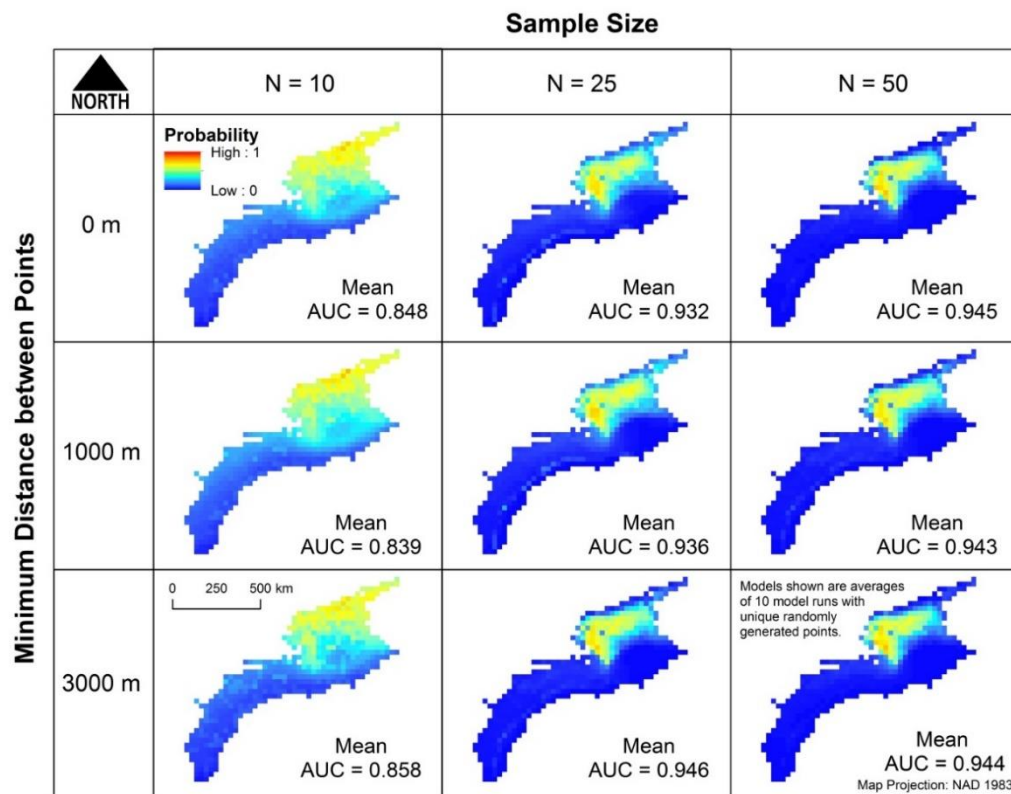 Sample Size
NORTH
N = 10
N = 25
N = 50
Minimum Distance between Points
0 m
Probability
High : 1
Low : 0
Mean
AUC = 0.848
Mean
AUC = 0.932
Mean
AUC = 0.945
1000 m
Mean
AUC = 0.839
Mean
AUC = 0.936
Mean
AUC = 0.943
3000 m
0 250 500 km
Mean
AUC = 0.858
Mean
AUC = 0.946
Models shown are averages
of 10 model runs with
unique randomly
generated points.
Mean
AUC = 0.944
Map Projection: NAD 1983